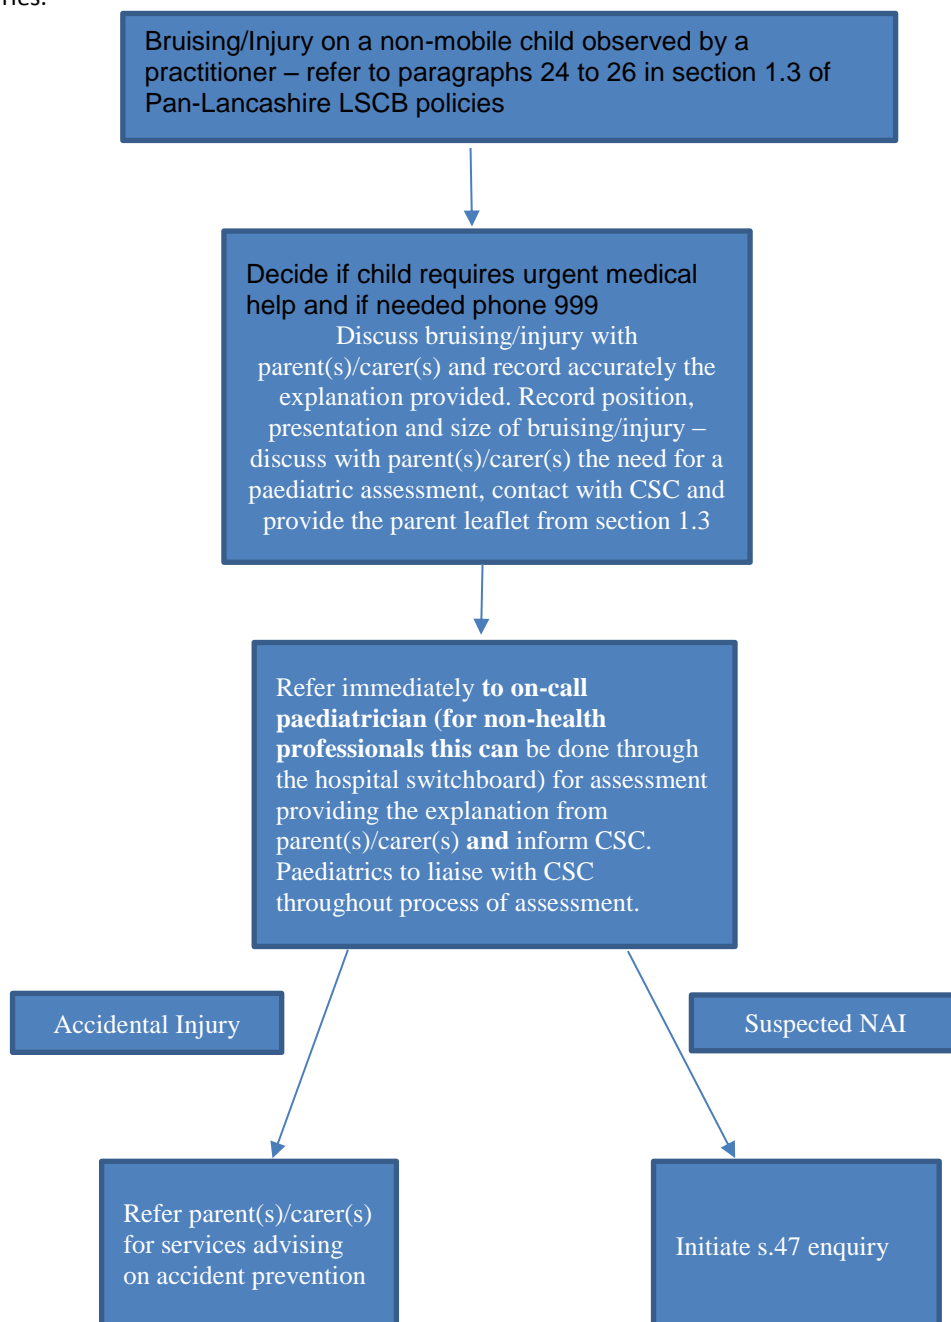 ries.
Bruising/Injury on a non-mobile child observed by a
practitioner – refer to paragraphs 24 to 26 in section 1.3 of
Pan-Lancashire LSCB policies
Decide if child requires urgent medical
help and if needed phone 999
Discuss bruising/injury with
parent(s)/carer(s) and record accurately the
explanation provided. Record position,
presentation and size of bruising/injury –
discuss with parent(s)/carer(s) the need for a
paediatric assessment, contact with CSC and
provide the parent leaflet from section 1.3
Refer immediately to on-call
paediatrician (for non-health
professionals this can be done through
the hospital switchboard) for assessment
providing the explanation from
parent(s)/carer(s) and inform CSC.
Paediatrics to liaise with CSC
throughout process of assessment.
Accidental Injury
Suspected NAI
Refer parent(s)/carer(s)
for services advising
on accident prevention
Initiate s.47 enquiry